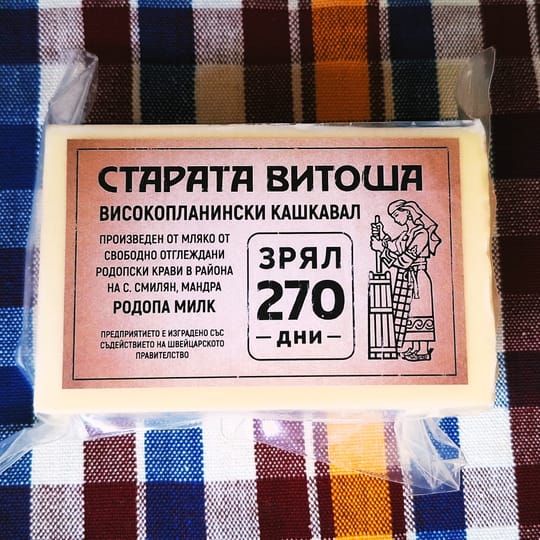 СТАРАТА ВИТОША
ВИСОКОПЛАНИНСКИ КАШКАВАЛ
ПРОИЗВЕДЕН ОТ МЛЯКО ОТ
СВОБОДНО ОТГЛЕЖДАНИ
РОДОПСКИ КРАВИ В РАЙОНА
НА С. СМИЛЯН, МАНДРА
РОДОПА МИЛК
ПРЕДПРИЯТИЕТО Е ИЗГРАДЕНО СЪС
СЪДЕЙСТВИЕТО НА ШВЕЙЦАРСКОТО
ПРАВИТЕЛСТВО
ЗРЯЛ
270
– ДНИ –